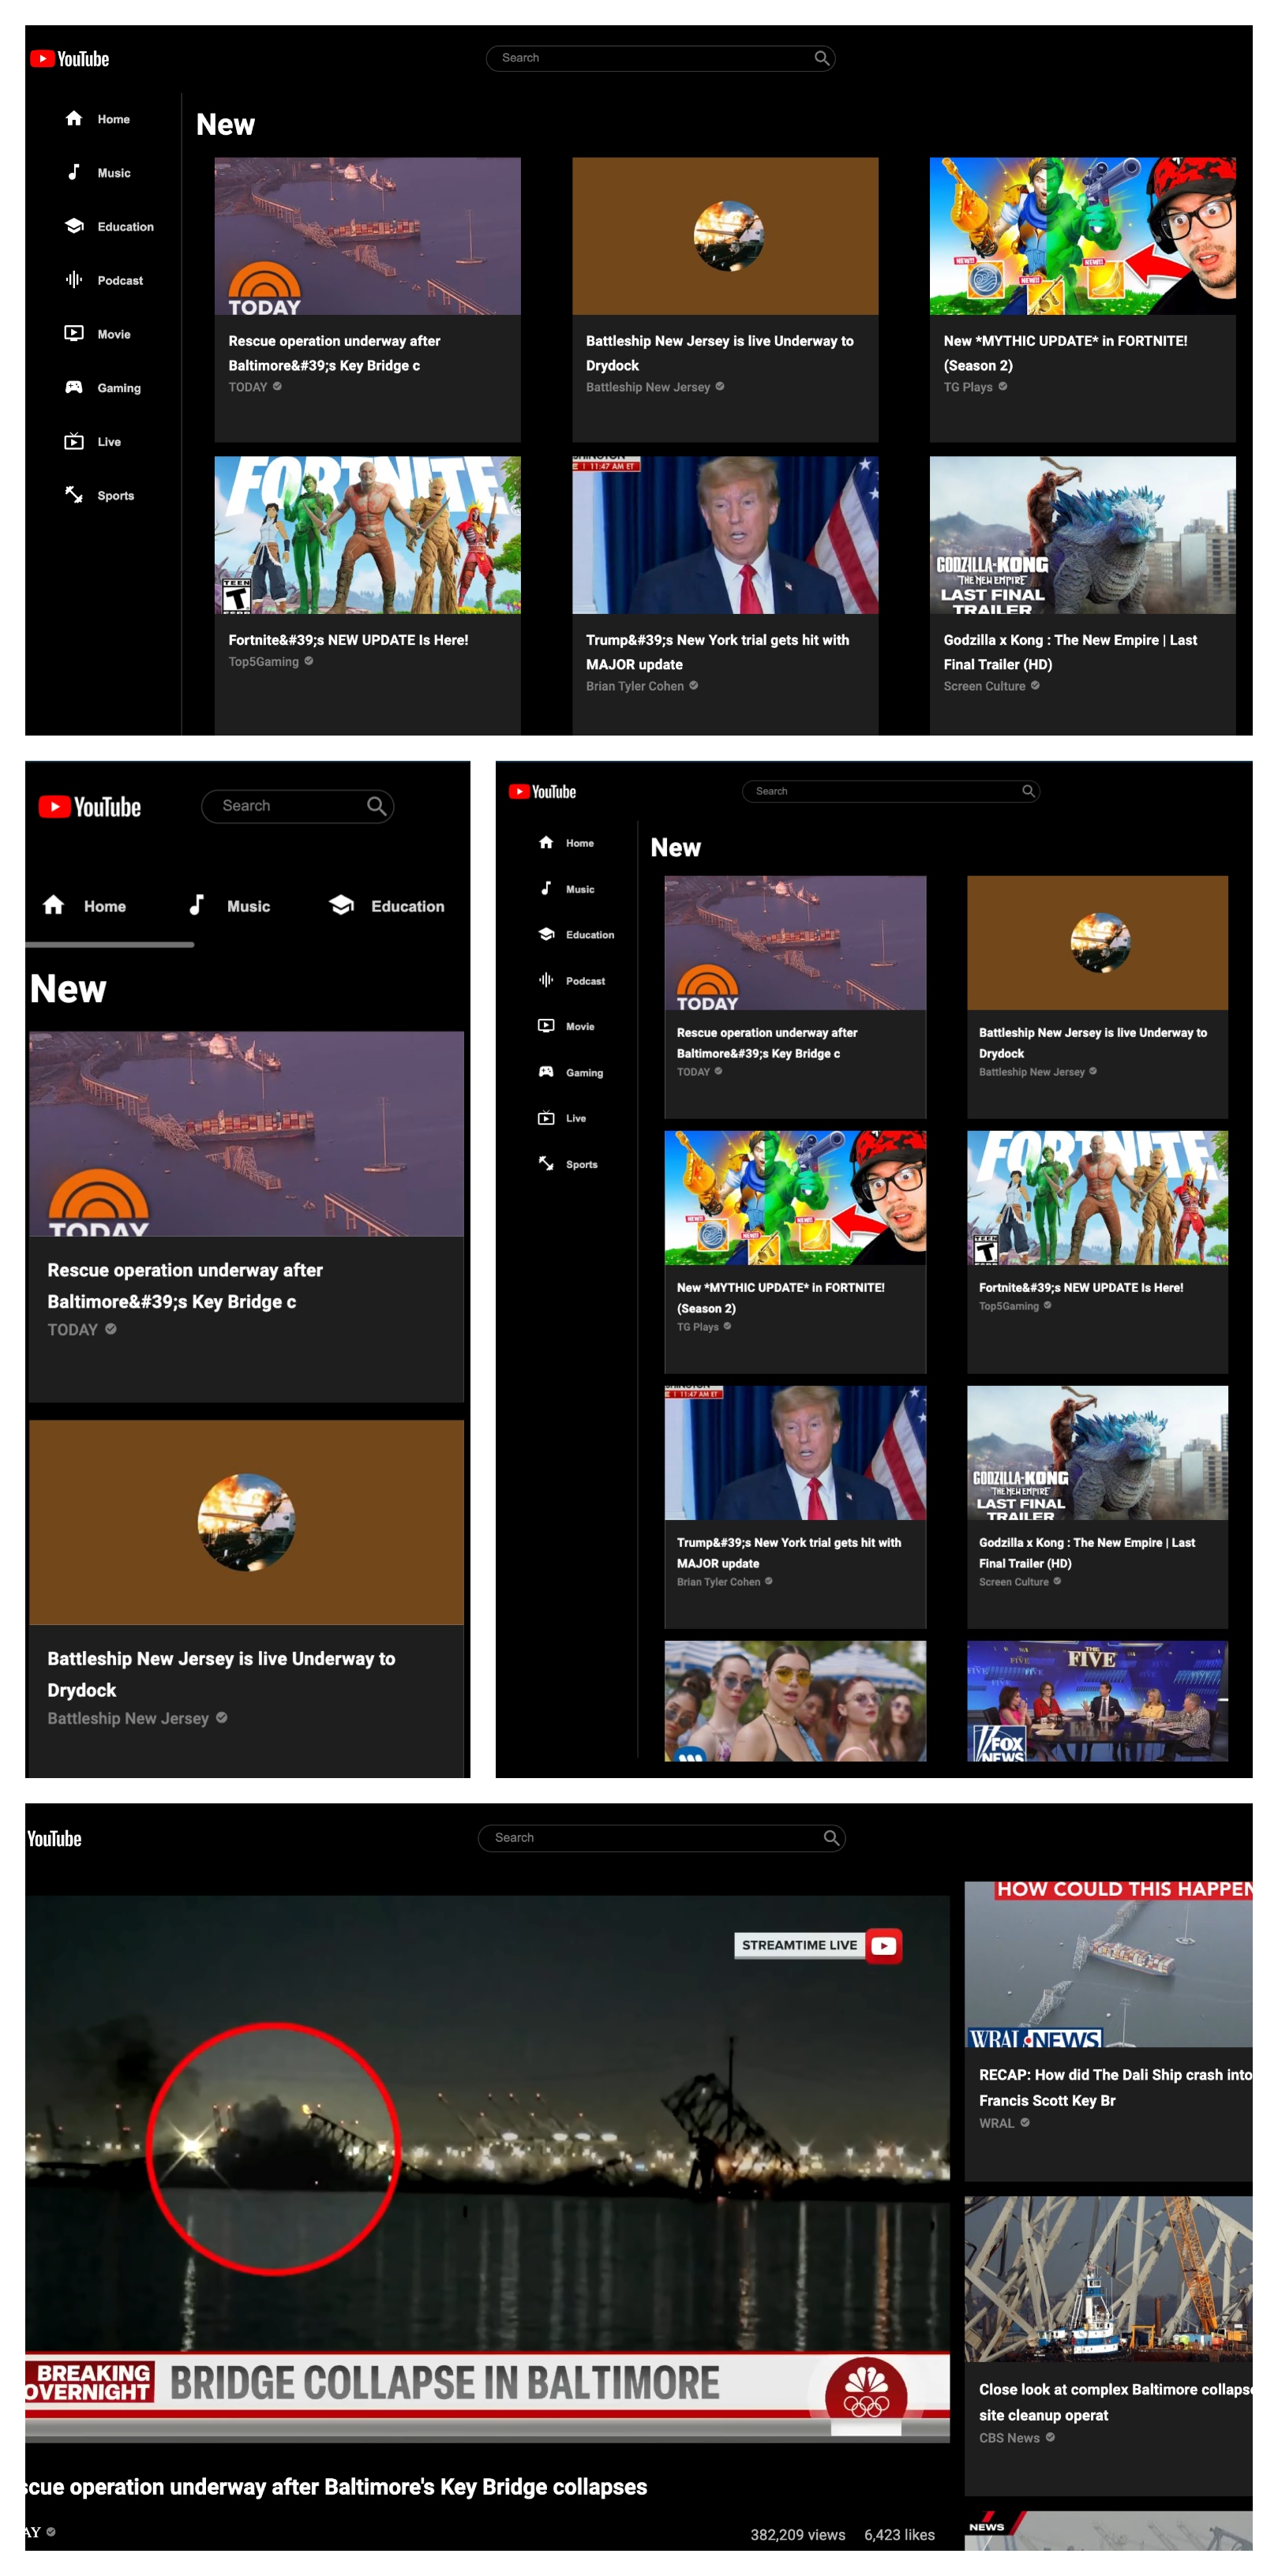 YouTube
Search
Home
Music
Education
Podcast
Movie
Gaming
Live
Sports
New
TODAY
Rescue operation underway after
Baltimore&#39;s Key Bridge c
TODAY
Battleship New Jersey is live Underway to
Drydock
Battleship New Jersey
NEW!!!
NEW!!!
NEW!!!
New *MYTHIC UPDATE* in FORTNITE!
(Season 2)
TG Plays
FORTNITE
TEEN
T
Fortnite&#39;s NEW UPDATE Is Here!
Top5Gaming
11:47 AM ET
Trump&#39;s New York trial gets hit with
MAJOR update
Brian Tyler Cohen
GODZILLA-KONG
THE NEW EMPIRE
LAST FINAL
TRAILER
Godzilla x Kong : The New Empire | Last
Final Trailer (HD)
Screen Culture
YouTube
Search
Home
Music
Education
New
TODAY
Rescue operation underway after
Baltimore&#39;s Key Bridge c
TODAY
Battleship New Jersey is live Underway to
Drydock
Battleship New Jersey
YouTube
Search
Home
Music
Education
Podcast
Movie
Gaming
Live
Sports
New
TODAY
Rescue operation underway after
Baltimore&#39;s Key Bridge c
TODAY
Battleship New Jersey is live Underway to
Drydock
Battleship New Jersey
NEW!!!
NEW!!!
NEW!!!
New *MYTHIC UPDATE* in FORTNITE!
(Season 2)
TG Plays
FORTNITE
TEEN
T
Fortnite&#39;s NEW UPDATE Is Here!
Top5Gaming
11:47 AM ET
Trump&#39;s New York trial gets hit with
MAJOR update
Brian Tyler Cohen
GODZILLA-KONG
THE NEW EMPIRE
LAST FINAL
TRAILER
Godzilla x Kong : The New Empire | Last
Final Trailer (HD)
Screen Culture
THE
FIVE
FOX
NEWS
YouTube
Search
STREAMTIME LIVE
BREAKING
OVERNIGHT
BRIDGE COLLAPSE IN BALTIMORE
scue operation underway after Baltimore's Key Bridge collapses
AY
382,209 views 6,423 likes
HOW COULD THIS HAPPEN
WRAL NEWS
RECAP: How did The Dali Ship crash into
Francis Scott Key Br
WRAL
Close look at complex Baltimore collapse
site cleanup operat
CBS News
NEWS